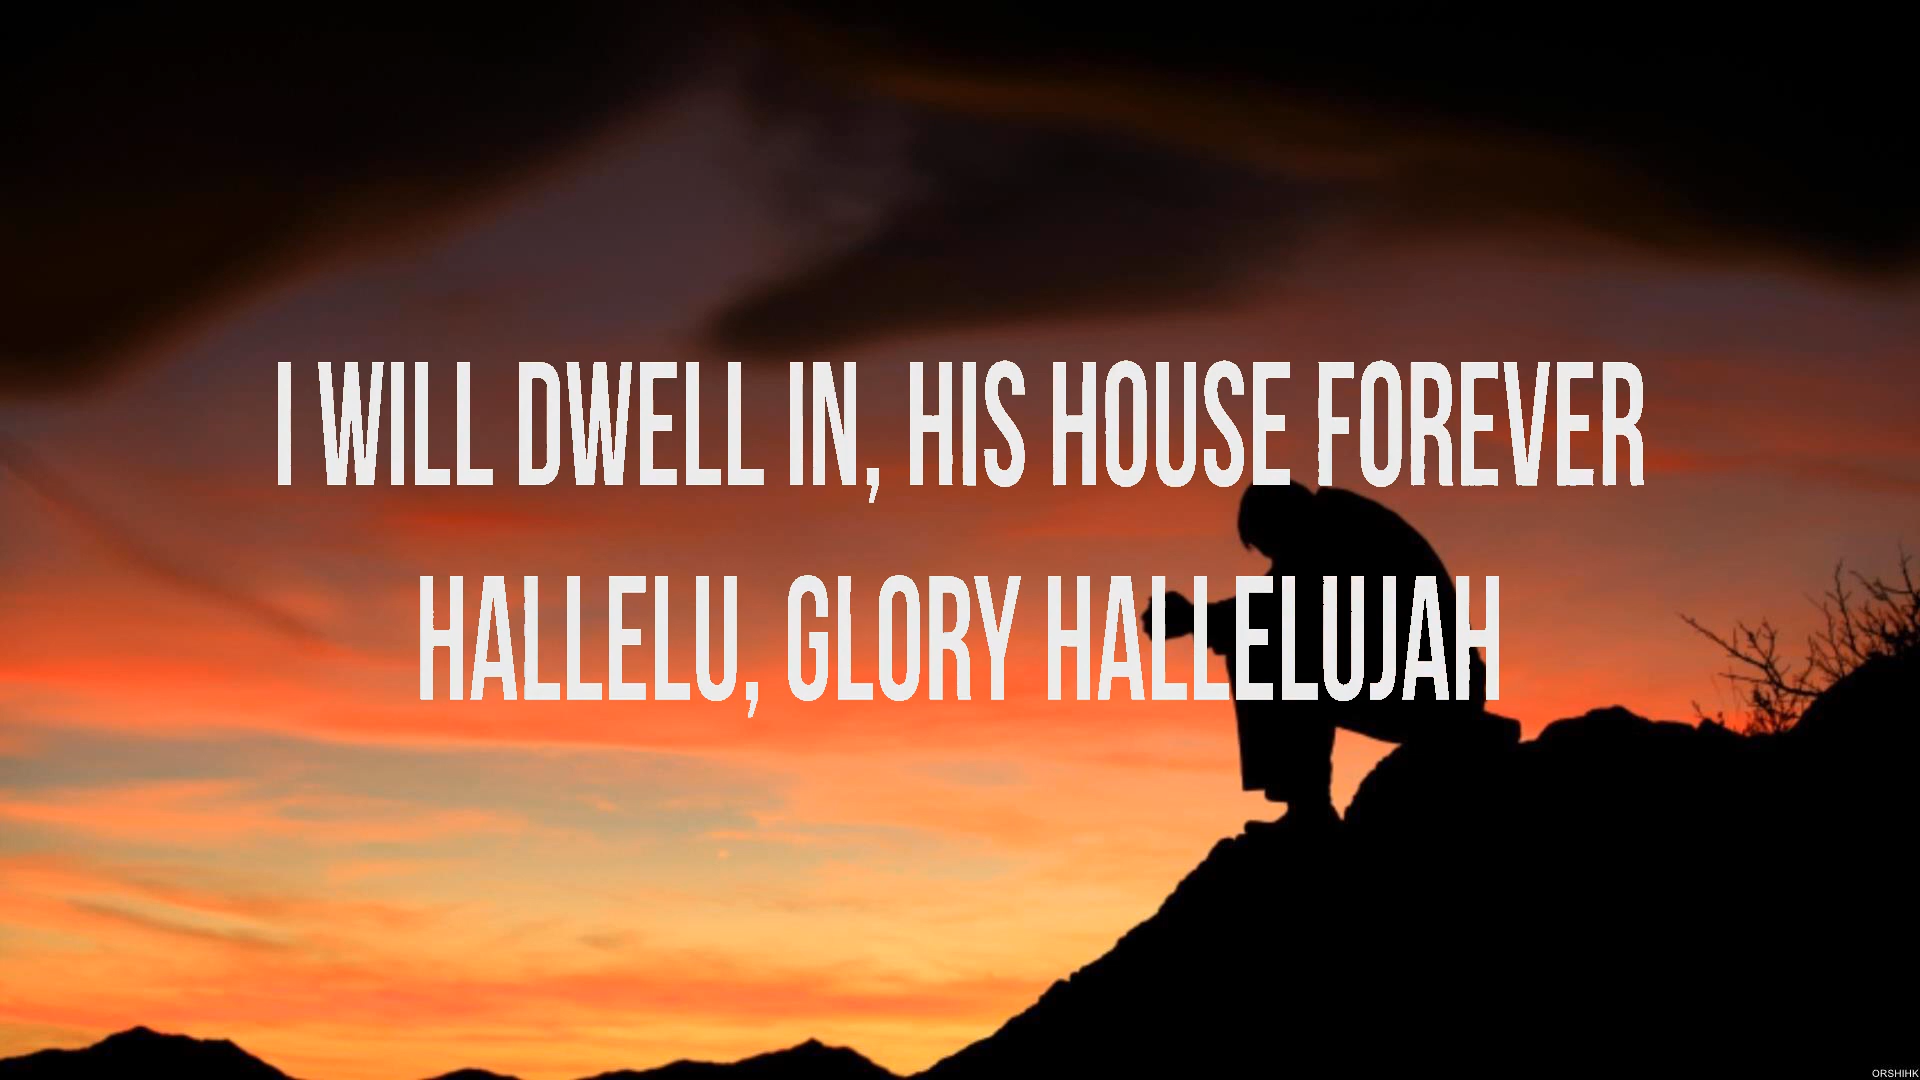 I WILL DWELL IN, HIS HOUSE FOREVER
HALLELU, GLORY HALLELUJAH
ORSHIHK